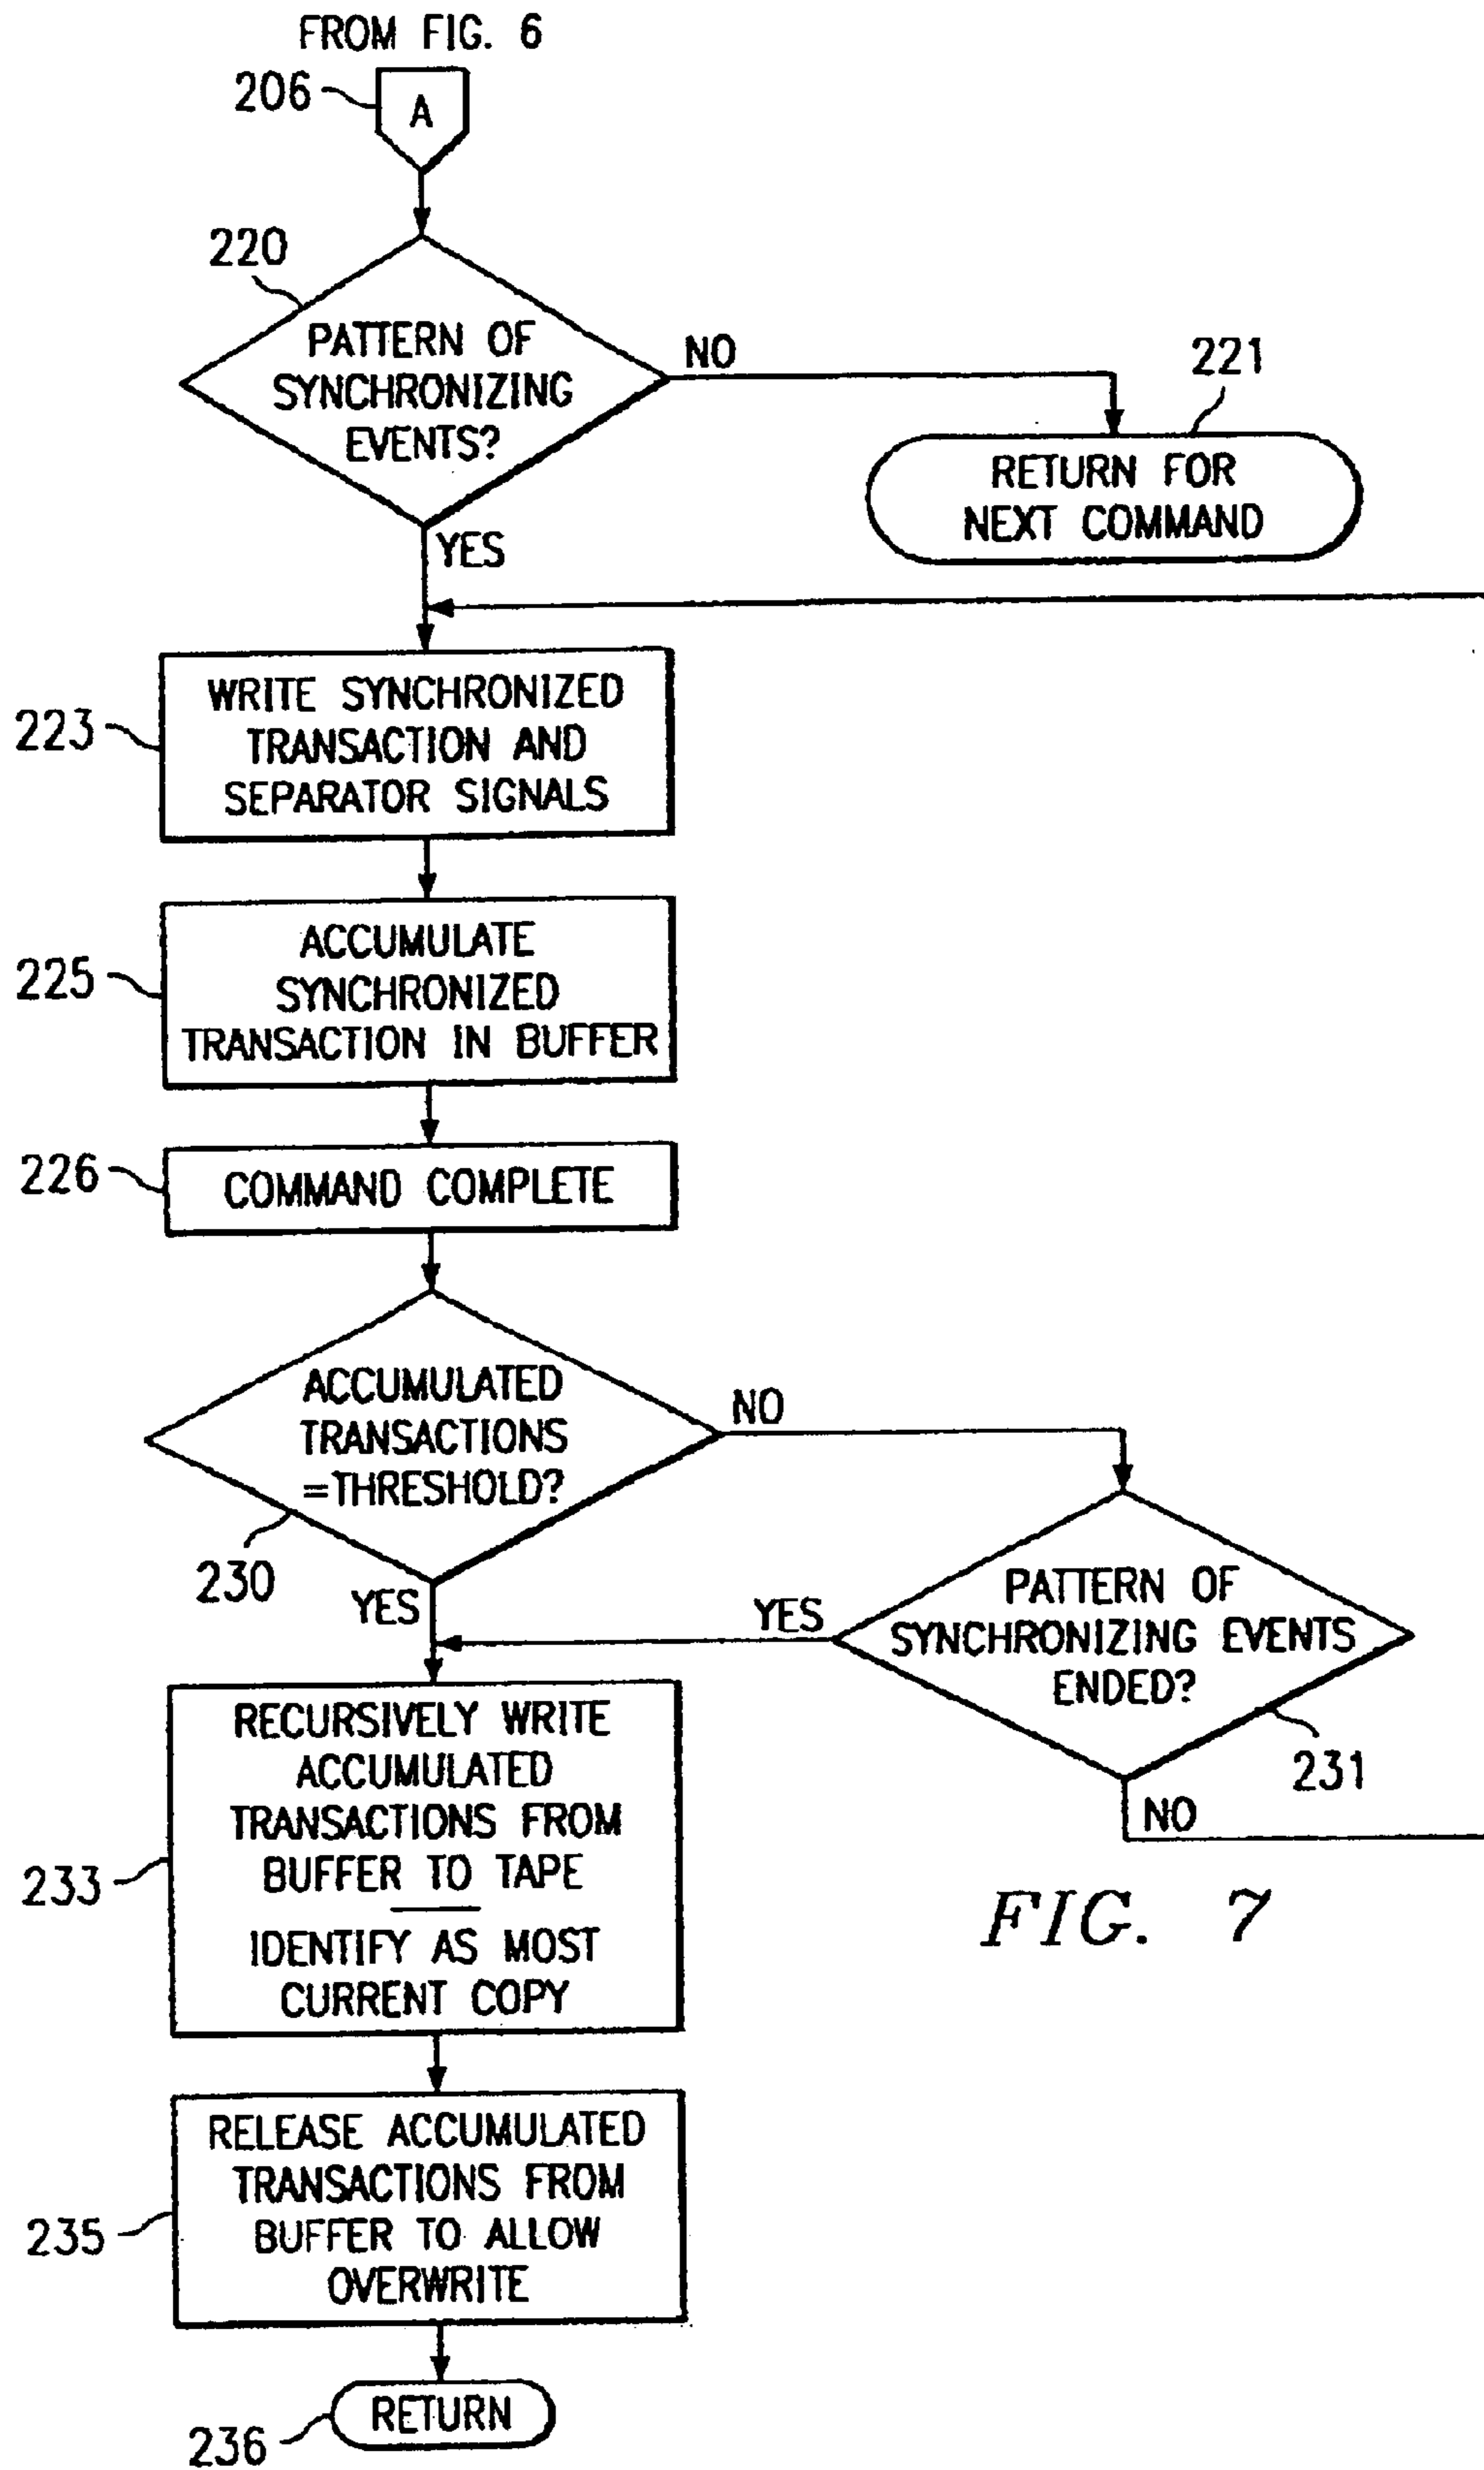 FROM FIG. 6
206
A
220
PATTERN OF
SYNCHRONIZING
EVENTS?
NO
221
RETURN FOR
NEXT COMMAND
YES
223
WRITE SYNCHRONIZED
TRANSACTION AND
SEPARATOR SIGNALS
225
ACCUMULATE
SYNCHRONIZED
TRANSACTION IN BUFFER
226
COMMAND COMPLETE
ACCUMULATED
TRANSACTIONS
=THRESHOLD?
NO
230
YES
PATTERN OF
SYNCHRONIZING EVENTS
ENDED?
YES
231
NO
233
RECURSIVELY WRITE
ACCUMULATED
TRANSACTIONS FROM
BUFFER TO TAPE
IDENTIFY AS MOST
CURRENT COPY
FIG. 7
235
RELEASE ACCUMULATED
TRANSACTIONS FROM
BUFFER TO ALLOW
OVERWRITE
236
RETURN